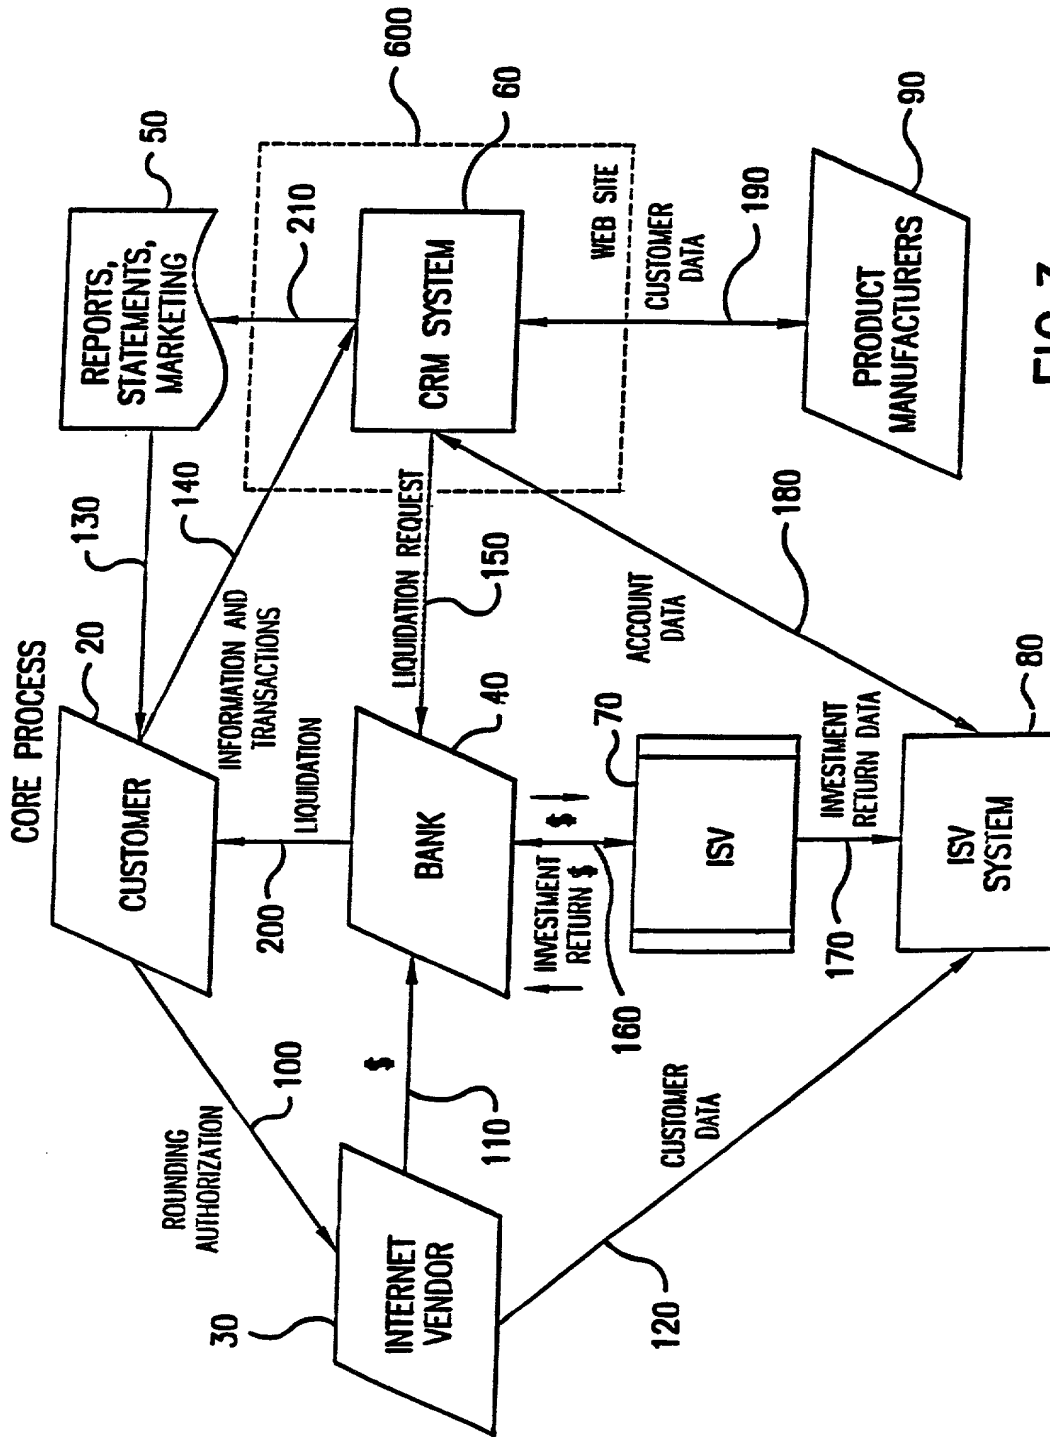 CORE PROCESS
20
CUSTOMER
130
REPORTS,
STATEMENTS,
MARKETING
50
ROUNDING
AUTHORIZATION
100
200
LIQUIDATION
INFORMATION AND
TRANSACTIONS
140
210
600
30
INTERNET
VENDOR
$
110
BANK
40
LIQUIDATION REQUEST
150
CRM SYSTEM
60
WEB SITE
INVESTMENT
RETURN $
$
160
70
ISV
ACCOUNT
DATA
CUSTOMER
DATA
190
120
CUSTOMER
DATA
170
INVESTMENT
RETURN DATA
180
PRODUCT
MANUFACTURERS
90
ISV
SYSTEM
80
FIG.